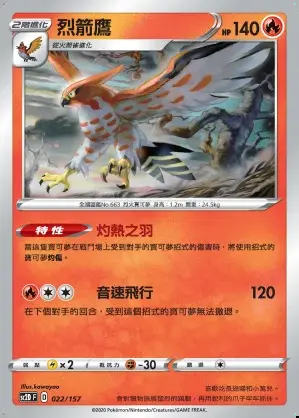 2階進化
烈箭鷹
HP 140
從火箭雀進化
全國圖鑑No.663 烈火寶可夢 身高:1.2m 體重:24.5kg
特性 灼熱之羽
當這隻寶可夢在戰鬥場上受到對手的寶可夢招式的傷害時,將使用招式的
寶可夢灼傷。
音速飛行 120
在下個對手的回合,受到這個招式的寶可夢無法撤退。
弱點 ×2 抵抗力 -30 撤退
Illus.kawayoo
SC2D F D 022/157
©2020 Pokémon/Nintendo/Creatures/GAME FREAK.